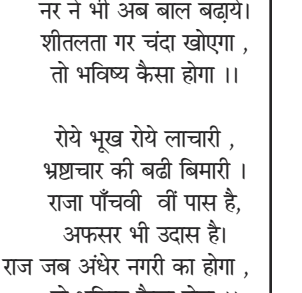 नर ने भी अब बाल बढा़ये।
शीतलता गर चंदा खोएगा ,
तो भविष्य कैसा होगा ।।
रोये भूख रोये लाचारी ,
भ्रष्टाचार की बढी बिमारी ।
राजा पाँचवी वीं पास है,
अफसर भी उदास है।
राज जब अंधेर नगरी का होगा ,